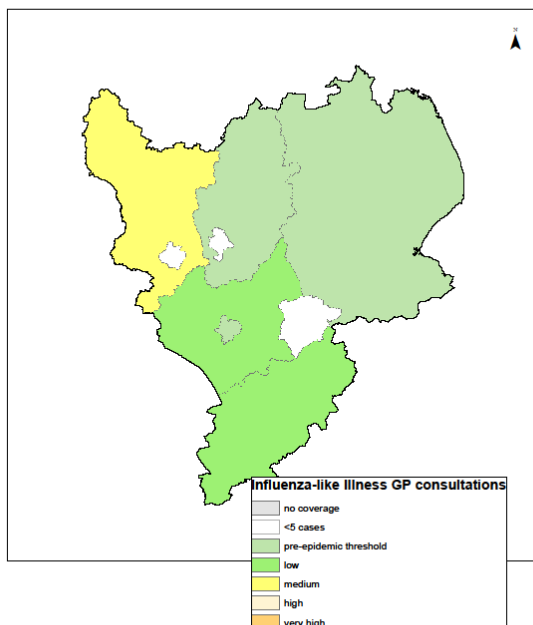 Influenza-like Illness GP consultations
no coverage
<5 cases
pre-epidemic threshold
low
medium
high
very high